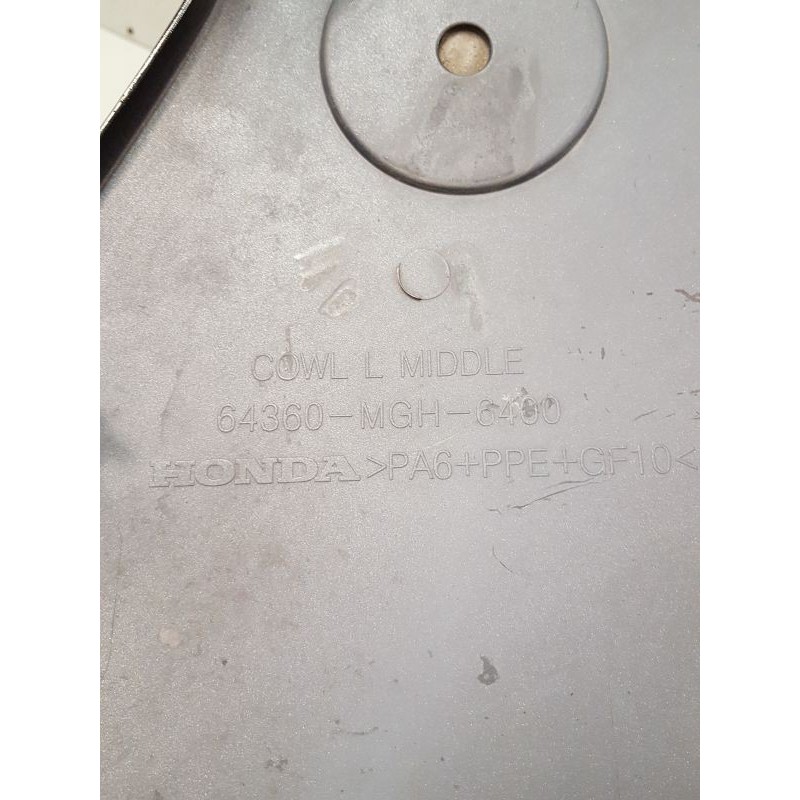 COWL L MIDDLE
64360-MGH-6400
HONDA >PA6+PPE+GF10<